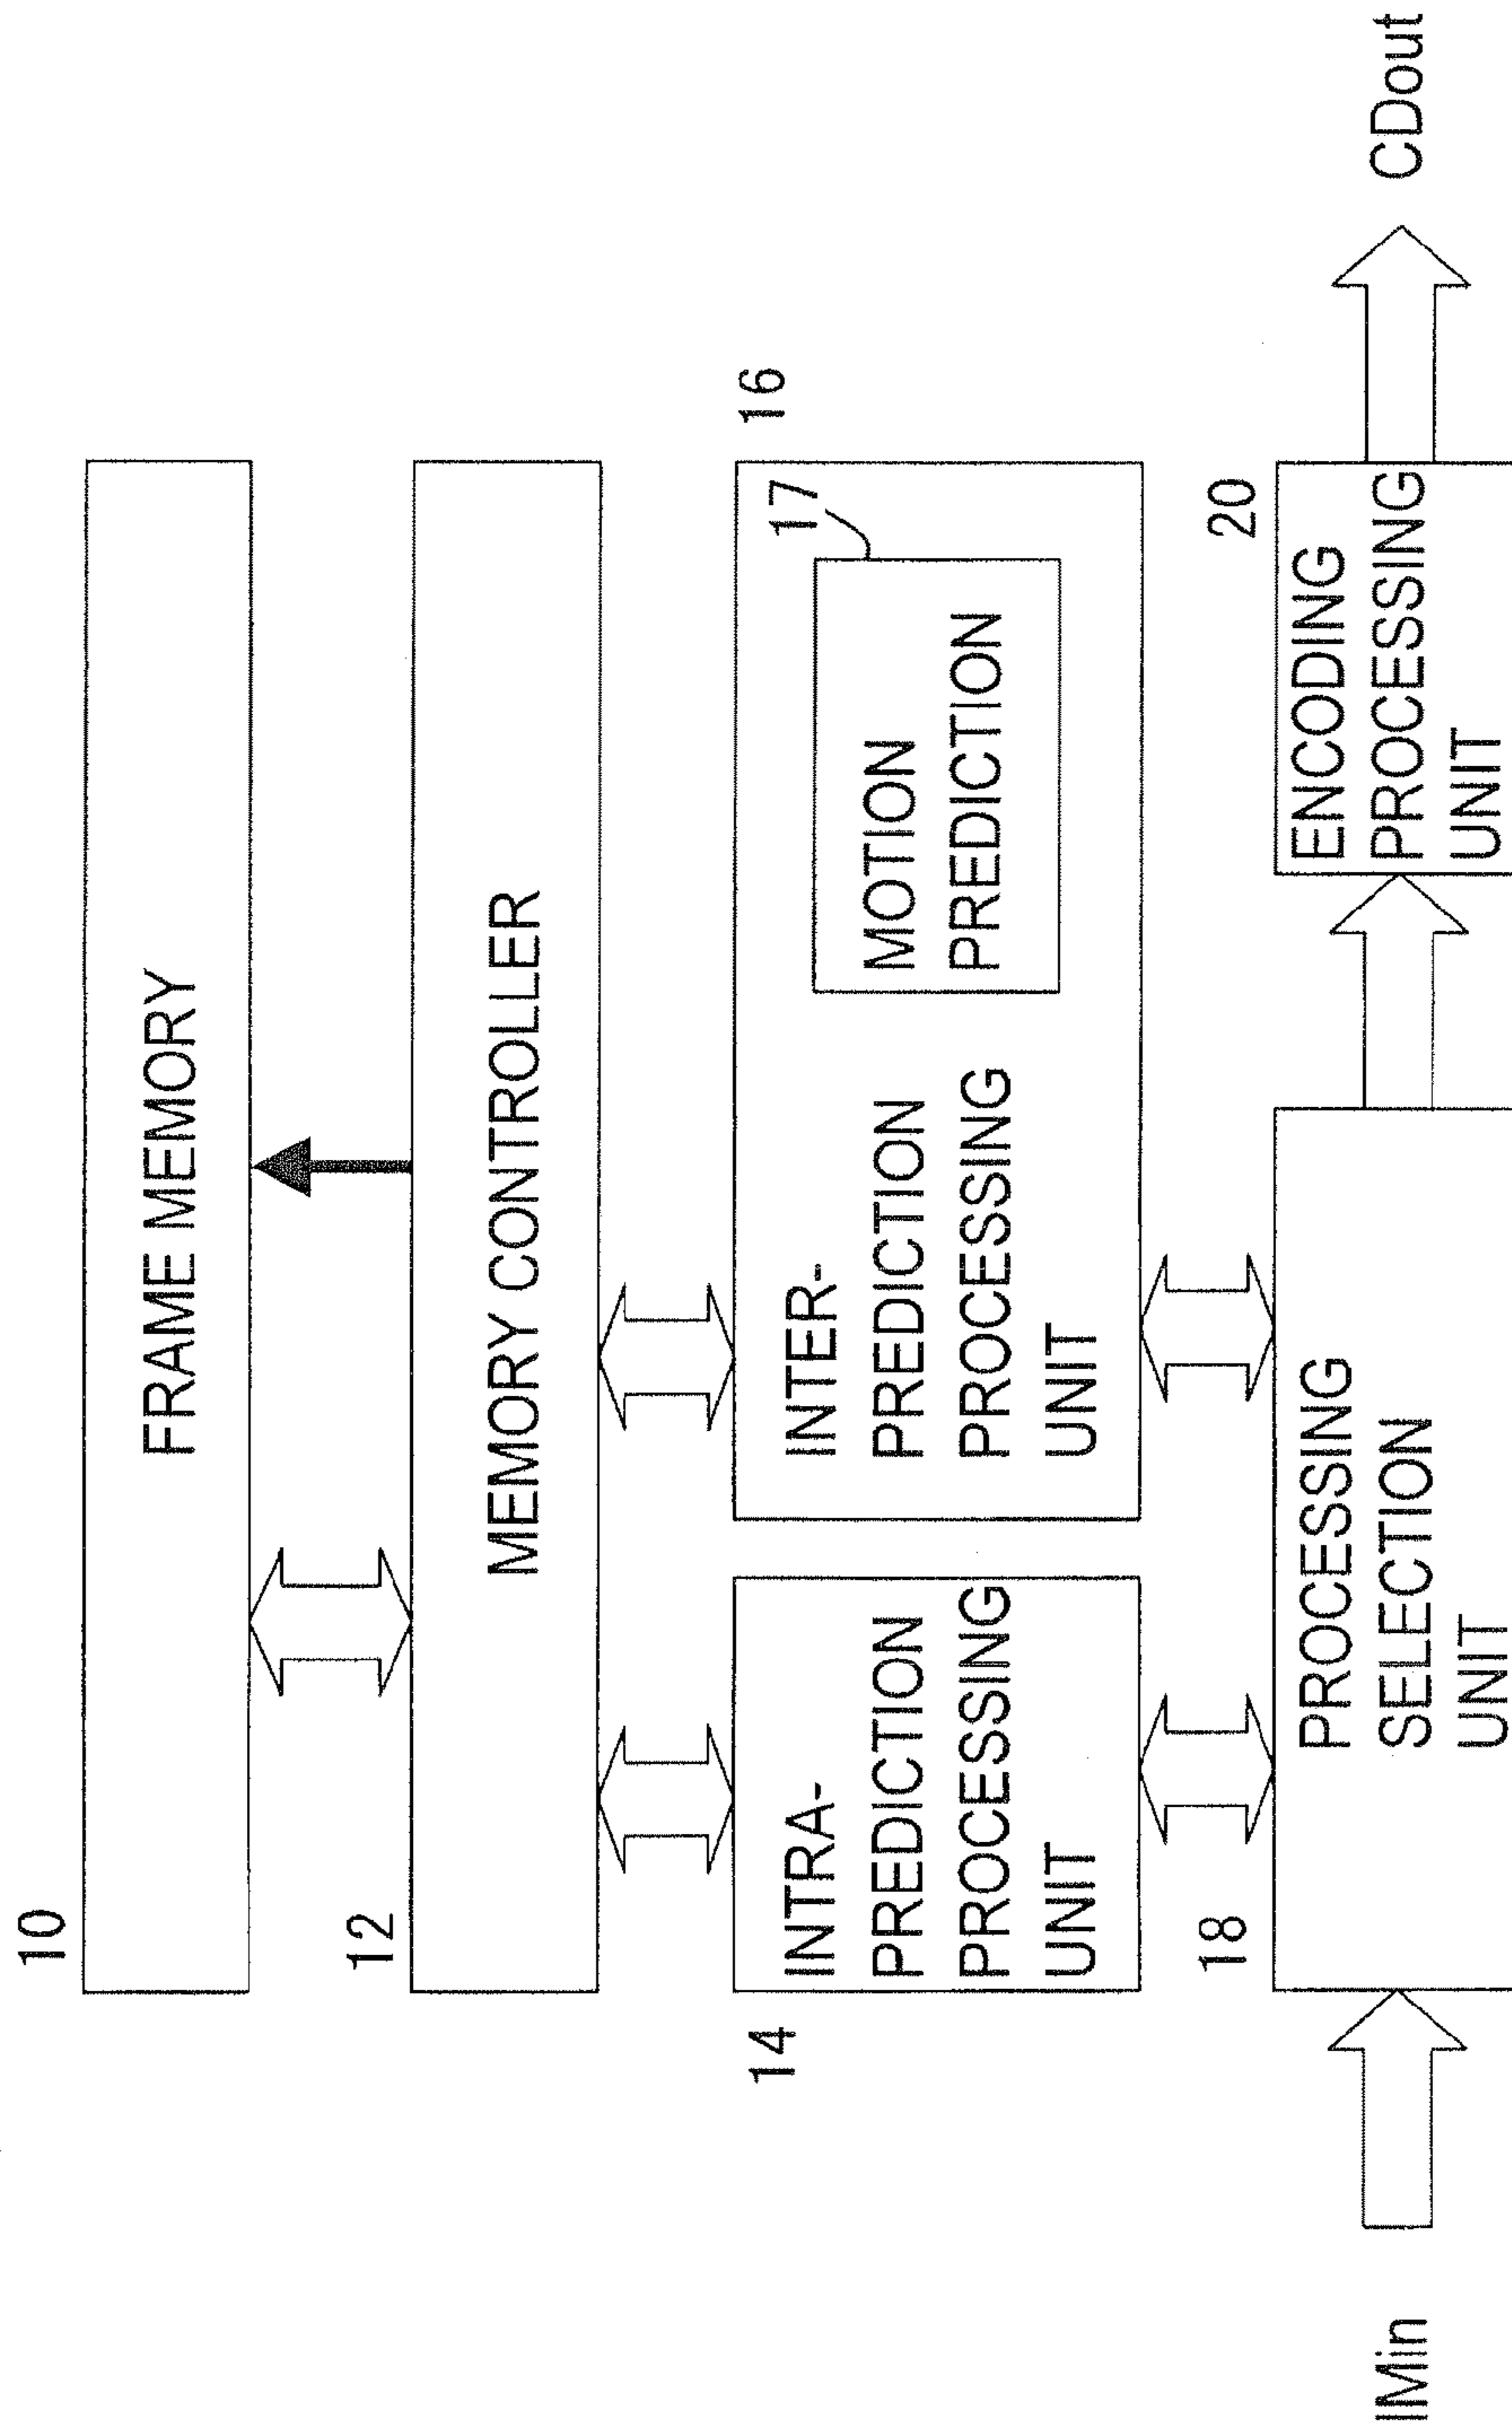 10
FRAME MEMORY
12
MEMORY CONTROLLER
14
INTRA-
PREDICTION
PROCESSING
UNIT
16
INTER-
PREDICTION
PROCESSING
UNIT
17
MOTION
PREDICTION
18
PROCESSING
SELECTION
UNIT
20
ENCODING
PROCESSING
UNIT
IMin
CDout